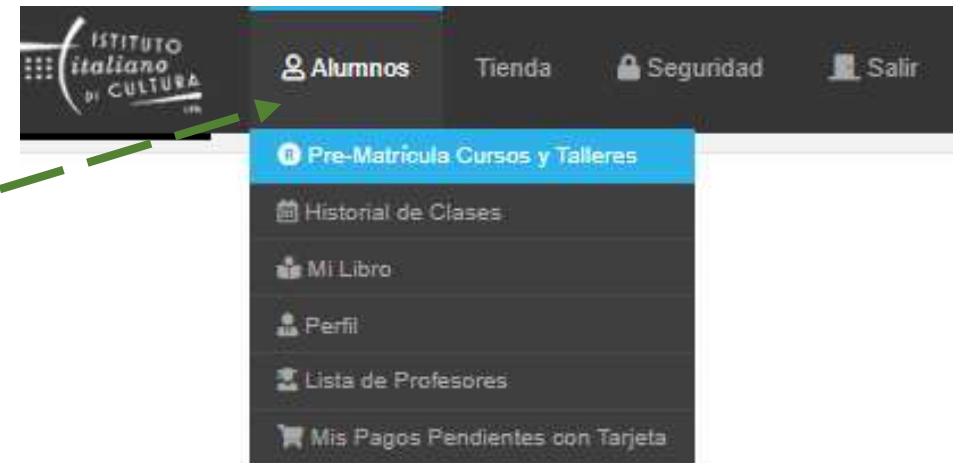 ISTITUTO
italiano
DI CULTURA
Alumnos
Tienda
Seguridad
Salir
R Pre-Matrícula Cursos y Talleres
Historial de Clases
Mi Libro
Perfil
Lista de Profesores
Mis Pagos Pendientes con Tarjeta